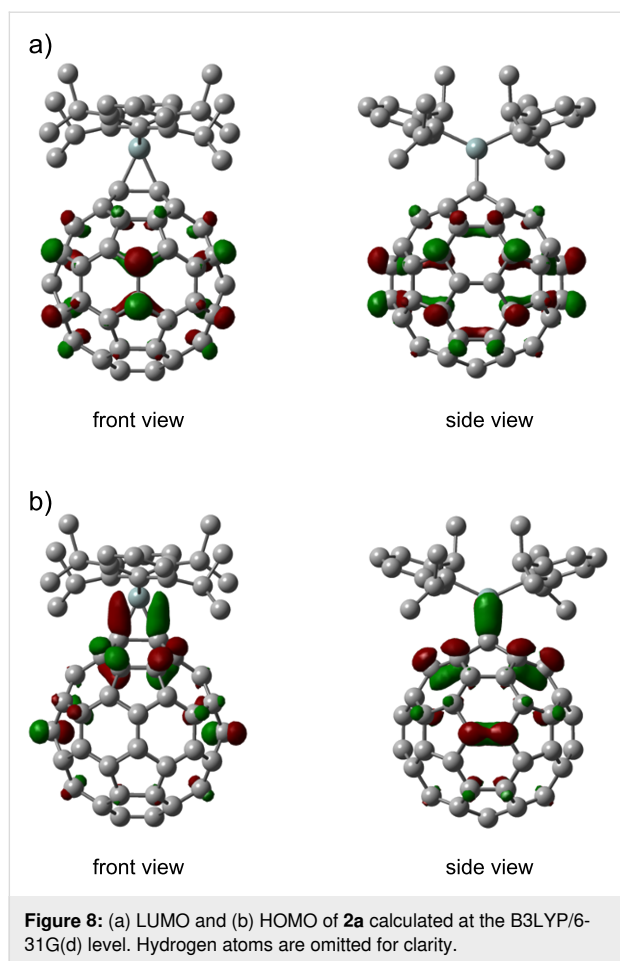 a)
front view
side view
b)
front view
side view
Figure 8: (a) LUMO and (b) HOMO of 2a calculated at the B3LYP/6-
31G(d) level. Hydrogen atoms are omitted for clarity.